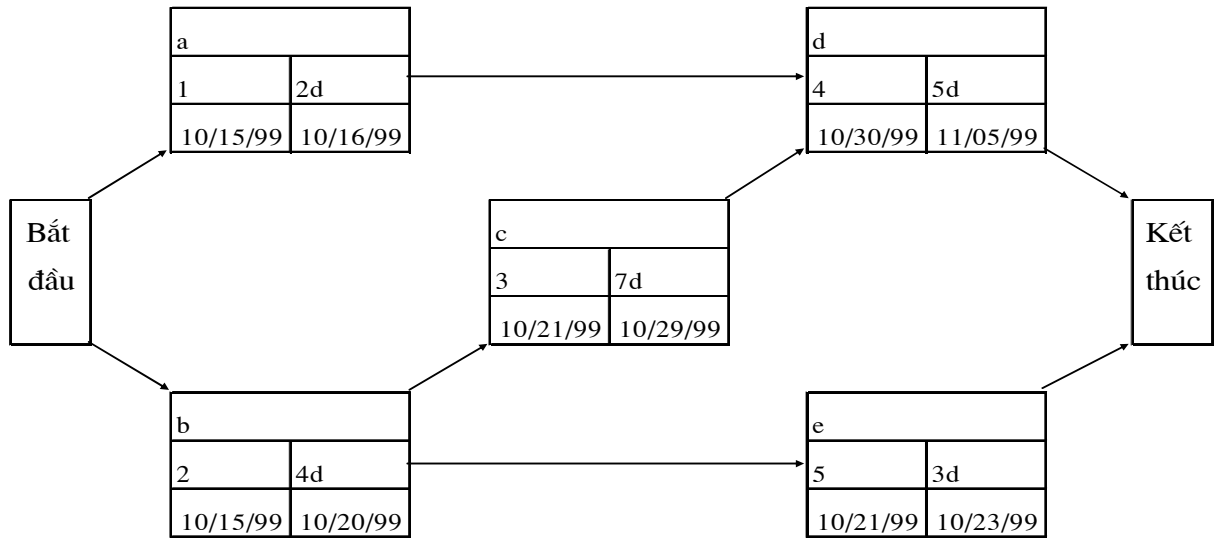 a
1 2d
10/15/99 10/16/99
d
4 5d
10/30/99 11/05/99
Bắt
đầu
c
3 7d
10/21/99 10/29/99
Kết
thúc
b
2 4d
10/15/99 10/20/99
e
5 3d
10/21/99 10/23/99